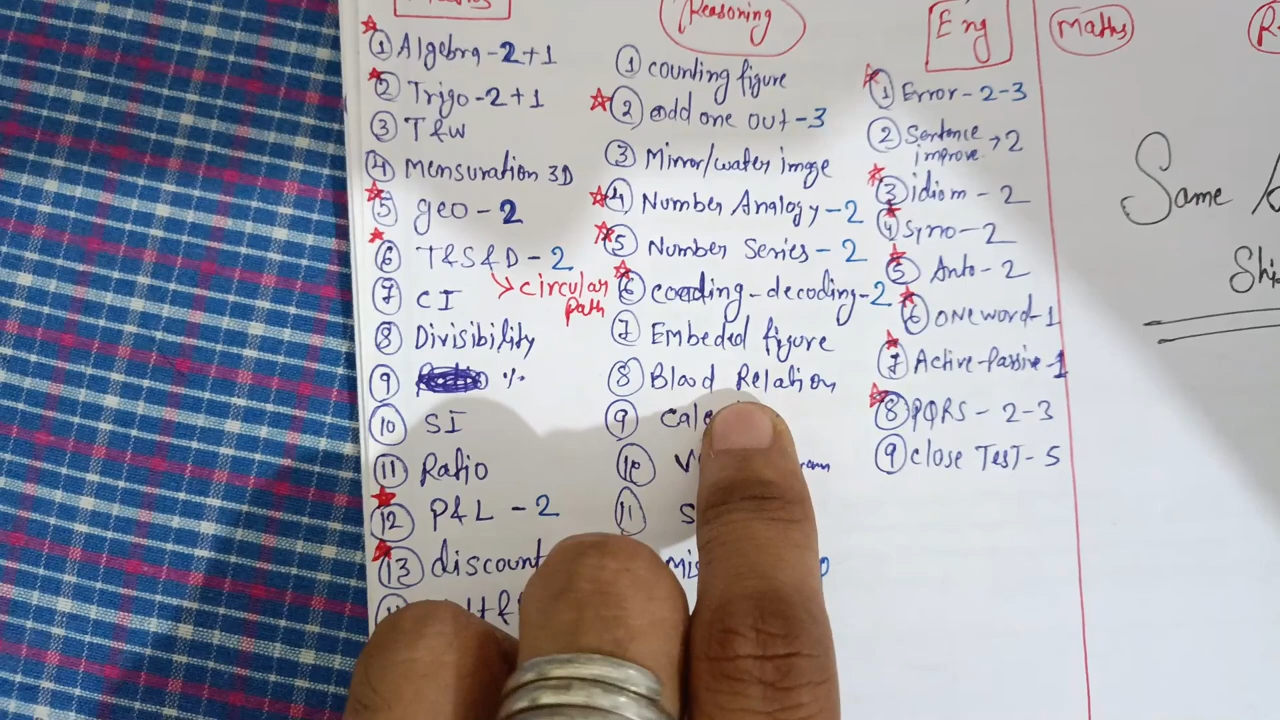 Reasoning
Eng
Maths
① Algebra - 2+1
② Trigo - 2+1
③ T&W
④ Mensuration 3D
⑤ geo - 2
⑥ T&S&D - 2
circular path
⑦ CI
⑧ Divisibility
⑨ %
⑩ SI
⑪ Ratio
⑫ P&L - 2
⑬ discount
① counting figure
② odd one out - 3
③ Mirror/water image
④ Number Analogy - 2
⑤ Number Series - 2
⑥ coading - decoding - 2
⑦ Embeded figure
⑧ Blood Relation
⑨
⑩
⑪
① Error - 2-3
② Sentence
improve. → 2
③ idiom - 2
④ Syno - 2
⑤ Anto - 2
⑥ oneword - 1
⑦ Active-Passive - 1
⑧ PQRS - 2-3
⑨ close TesT - 5
Same